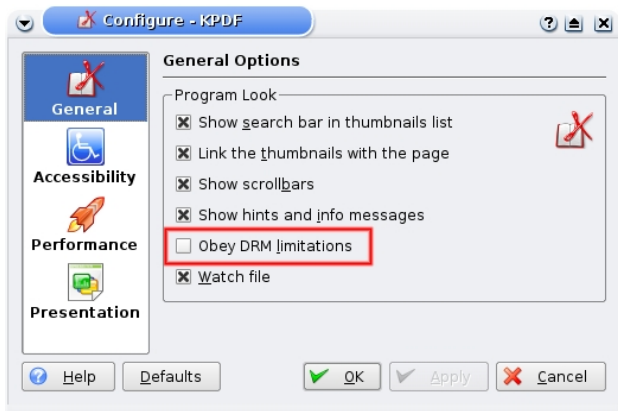 Configure - KPDF
General
Accessibility
Performance
Presentation
General Options
Program Look
Show search bar in thumbnails list
Link the thumbnails with the page
Show scrollbars
Show hints and info messages
Obey DRM limitations
Watch file
Help
Defaults
OK
Apply
Cancel